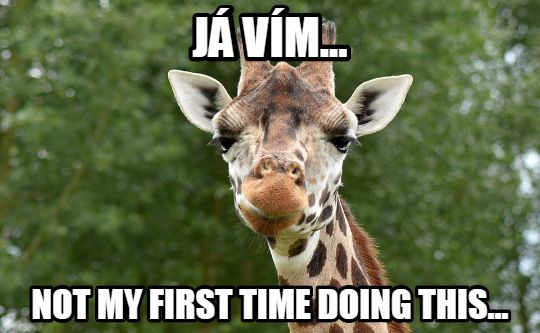 JÁ VÍM...
NOT MY FIRST TIME DOING THIS...